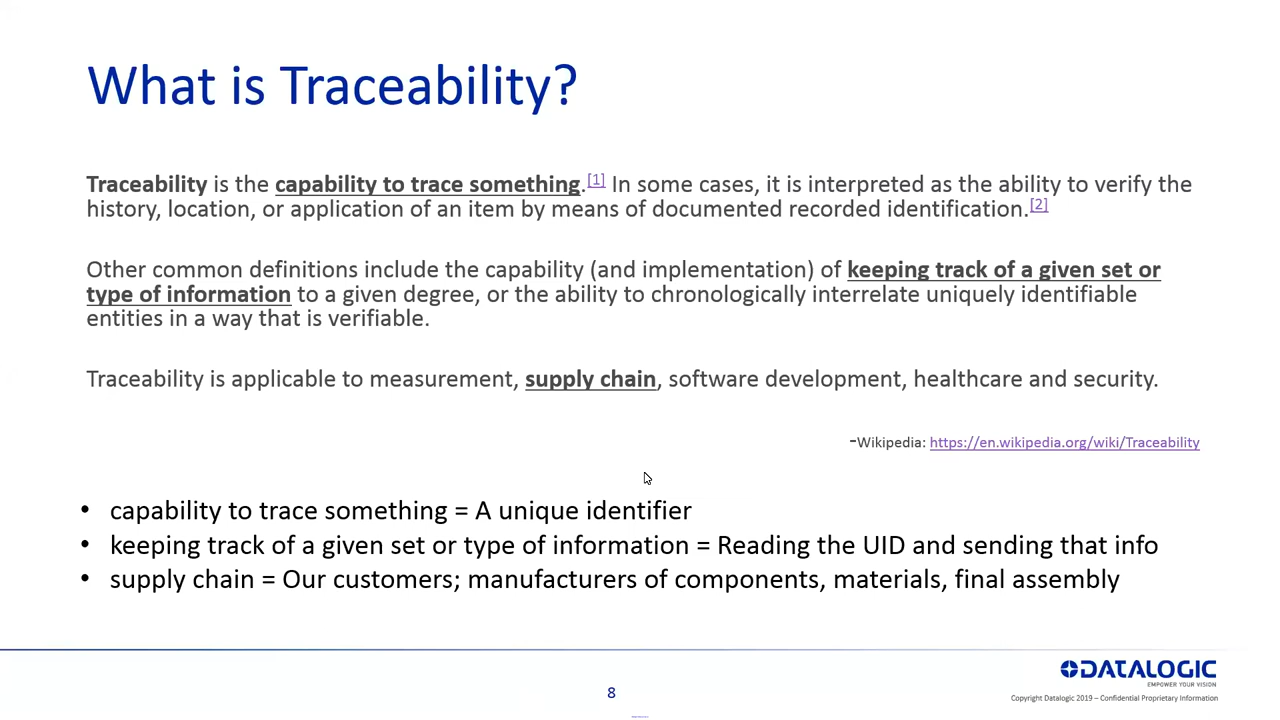 What is Traceability?
Traceability is the capability to trace something.[1] In some cases, it is interpreted as the ability to verify the
history, location, or application of an item by means of documented recorded identification.[2]
Other common definitions include the capability (and implementation) of keeping track of a given set or
type of information to a given degree, or the ability to chronologically interrelate uniquely identifiable
entities in a way that is verifiable.
Traceability is applicable to measurement, supply chain, software development, healthcare and security.
-Wikipedia: https://en.wikipedia.org/wiki/Traceability
• capability to trace something = A unique identifier
• keeping track of a given set or type of information = Reading the UID and sending that info
• supply chain = Our customers; manufacturers of components, materials, final assembly
DATALOGIC
EMPOWER YOUR VISION
8
Copyright Datalogic 2019 – Confidential Proprietary Information